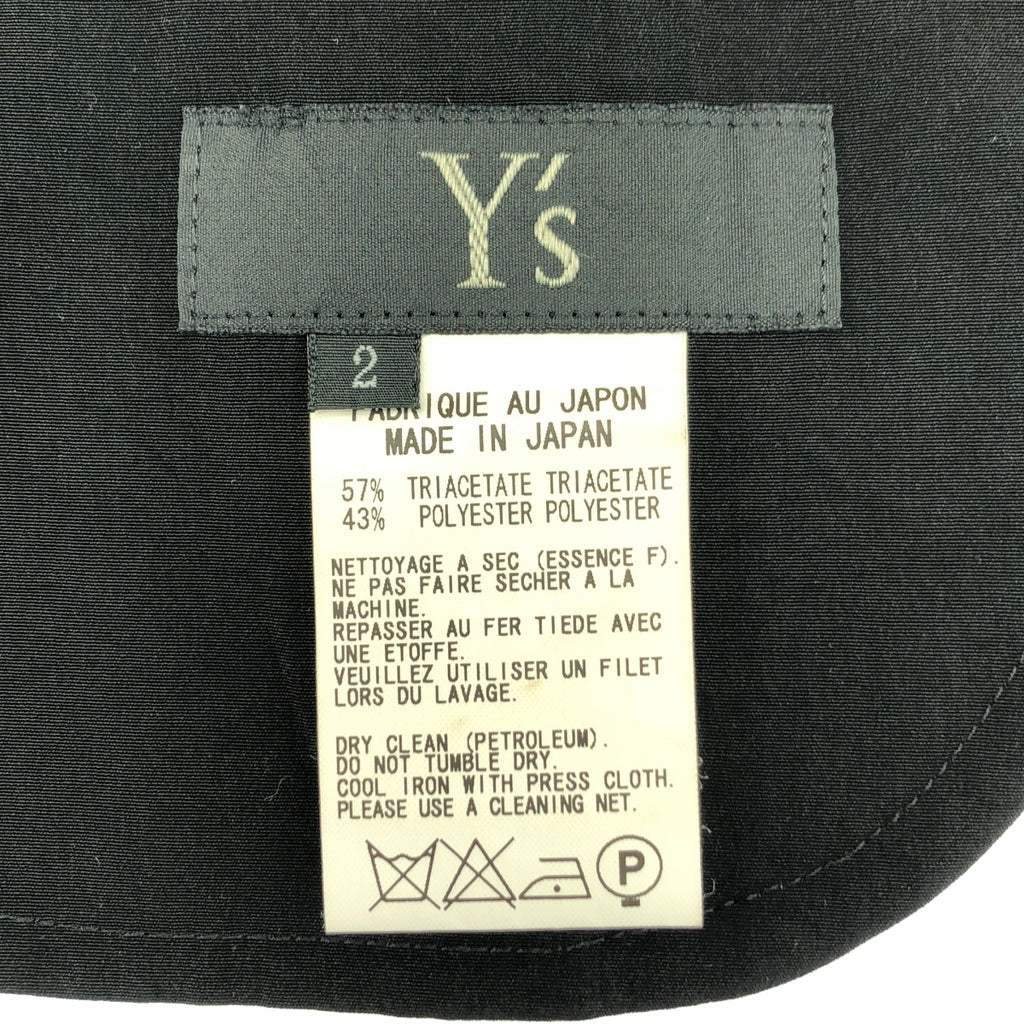 Y's
2
FABRIQUE AU JAPON
MADE IN JAPAN
57% TRIACETATE TRIACETATE
43% POLYESTER POLYESTER
NETTOYAGE A SEC (ESSENCE F).
NE PAS FAIRE SECHER A LA
MACHINE.
REPASSER AU FER TIEDE AVEC
UNE ETOFFE.
VEUILLEZ UTILISER UN FILET
LORS DU LAVAGE.
DRY CLEAN (PETROLEUM).
DO NOT TUMBLE DRY.
COOL IRON WITH PRESS CLOTH.
PLEASE USE A CLEANING NET.
P